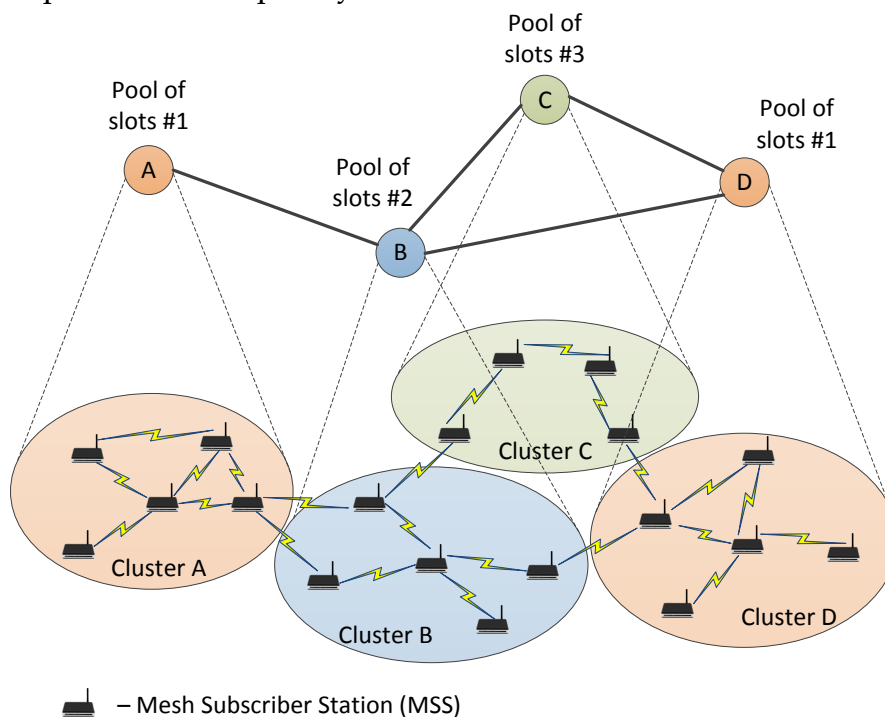 Pool of
slots #3
C
Pool of
slots #1
A
Pool of
slots #1
D
Pool of
slots #2
B
Cluster C
Cluster A
Cluster B
Cluster D
– Mesh Subscriber Station (MSS)